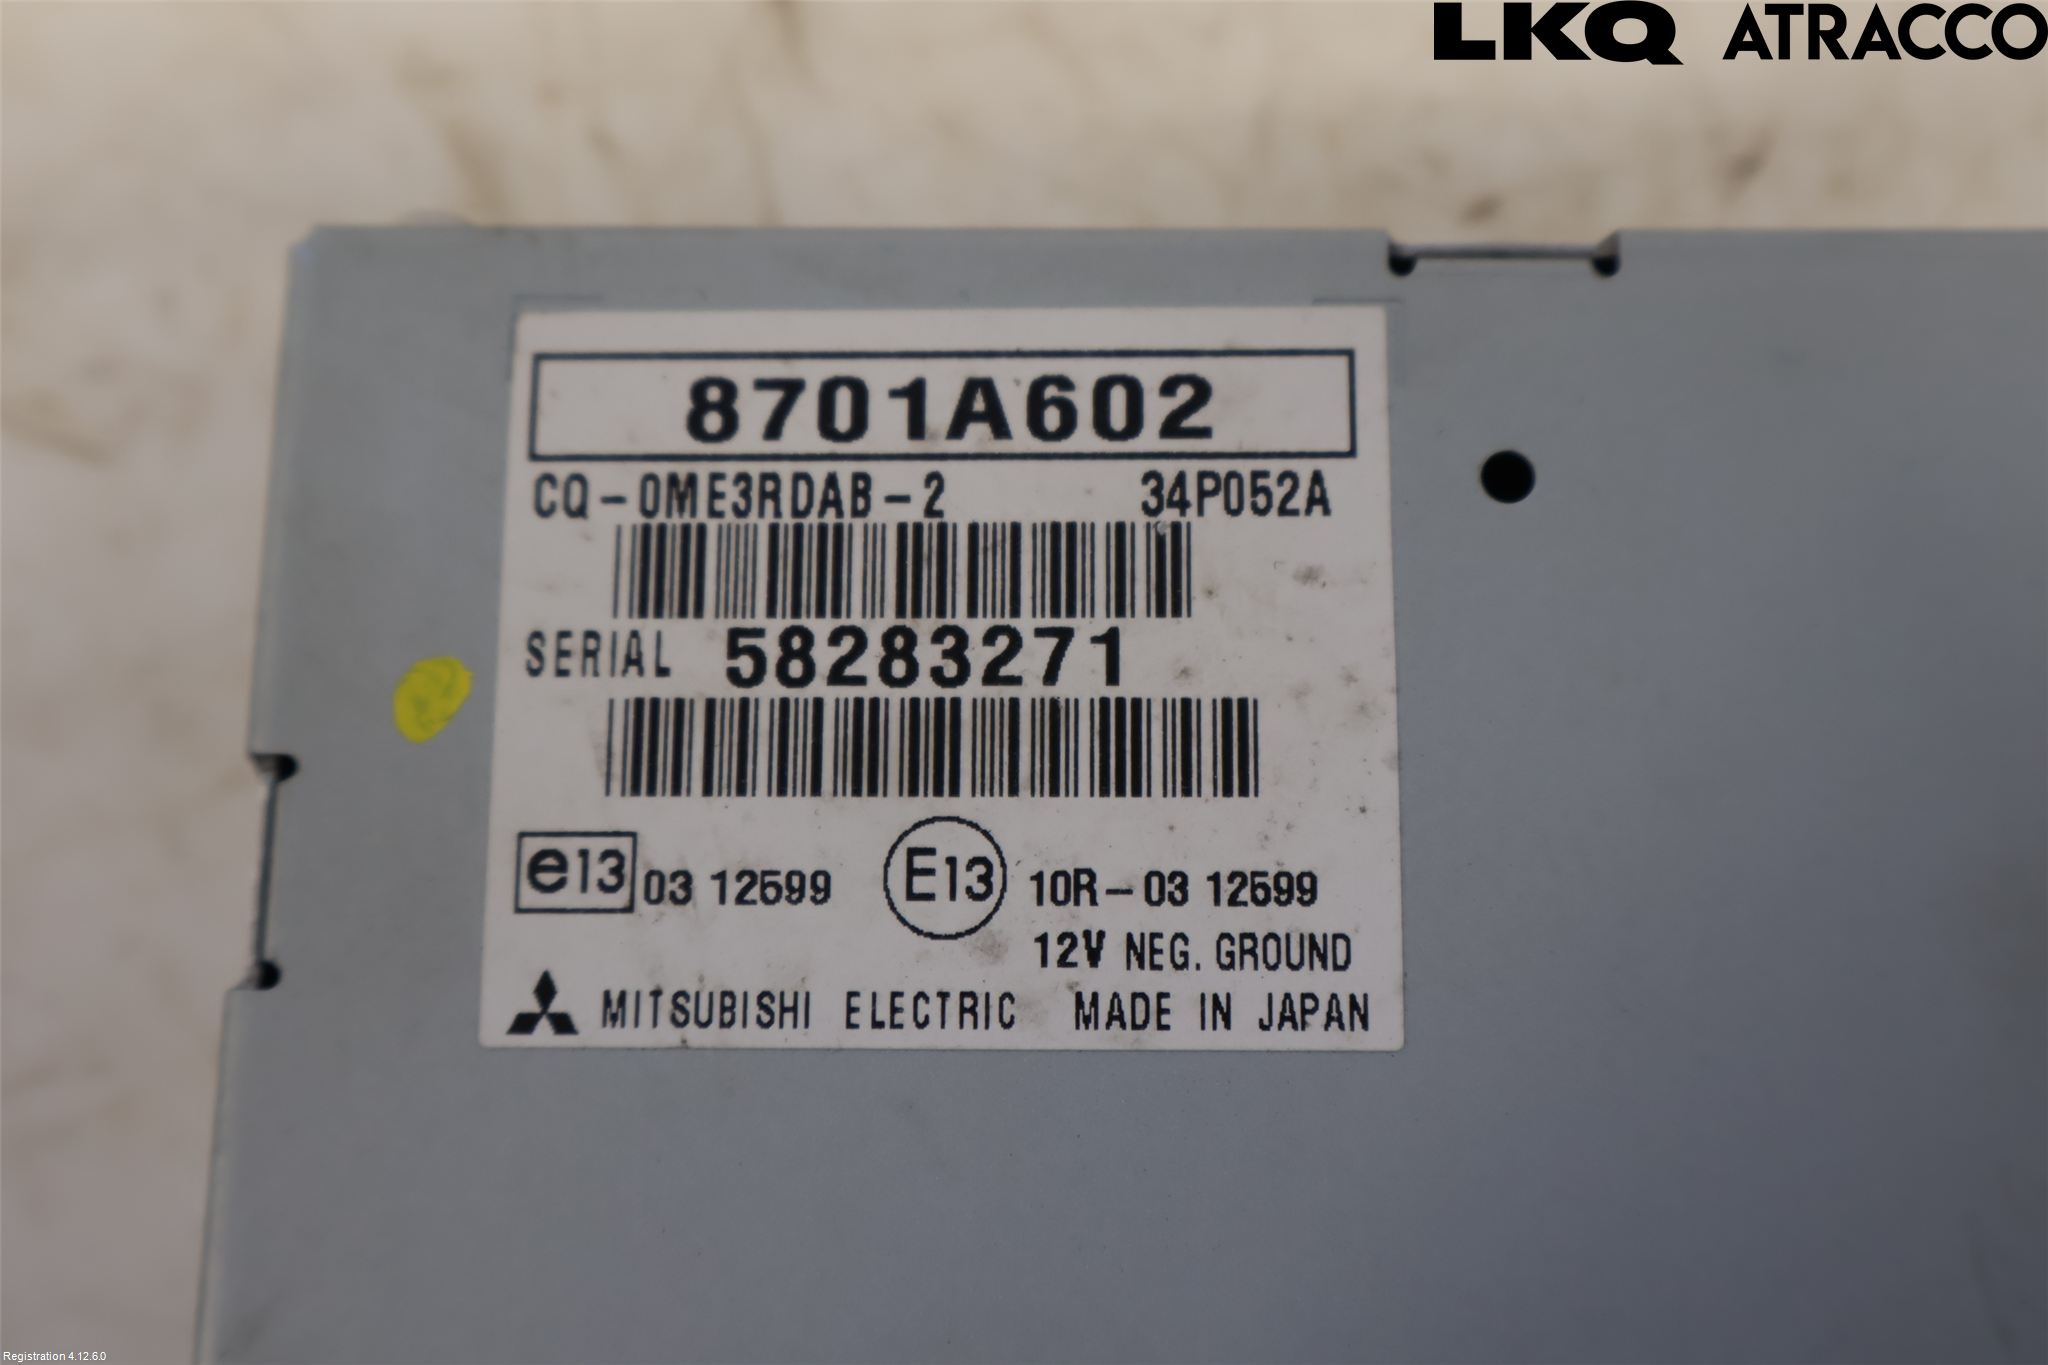 LKQ ATRACCO
8701A602
CQ-0ME3RDAB-2 34P052A
SERIAL 58283271
e13 03 12599 E13 10R-03 12599
12V NEG. GROUND
MITSUBISHI ELECTRIC MADE IN JAPAN
Registration 4.12.6.0